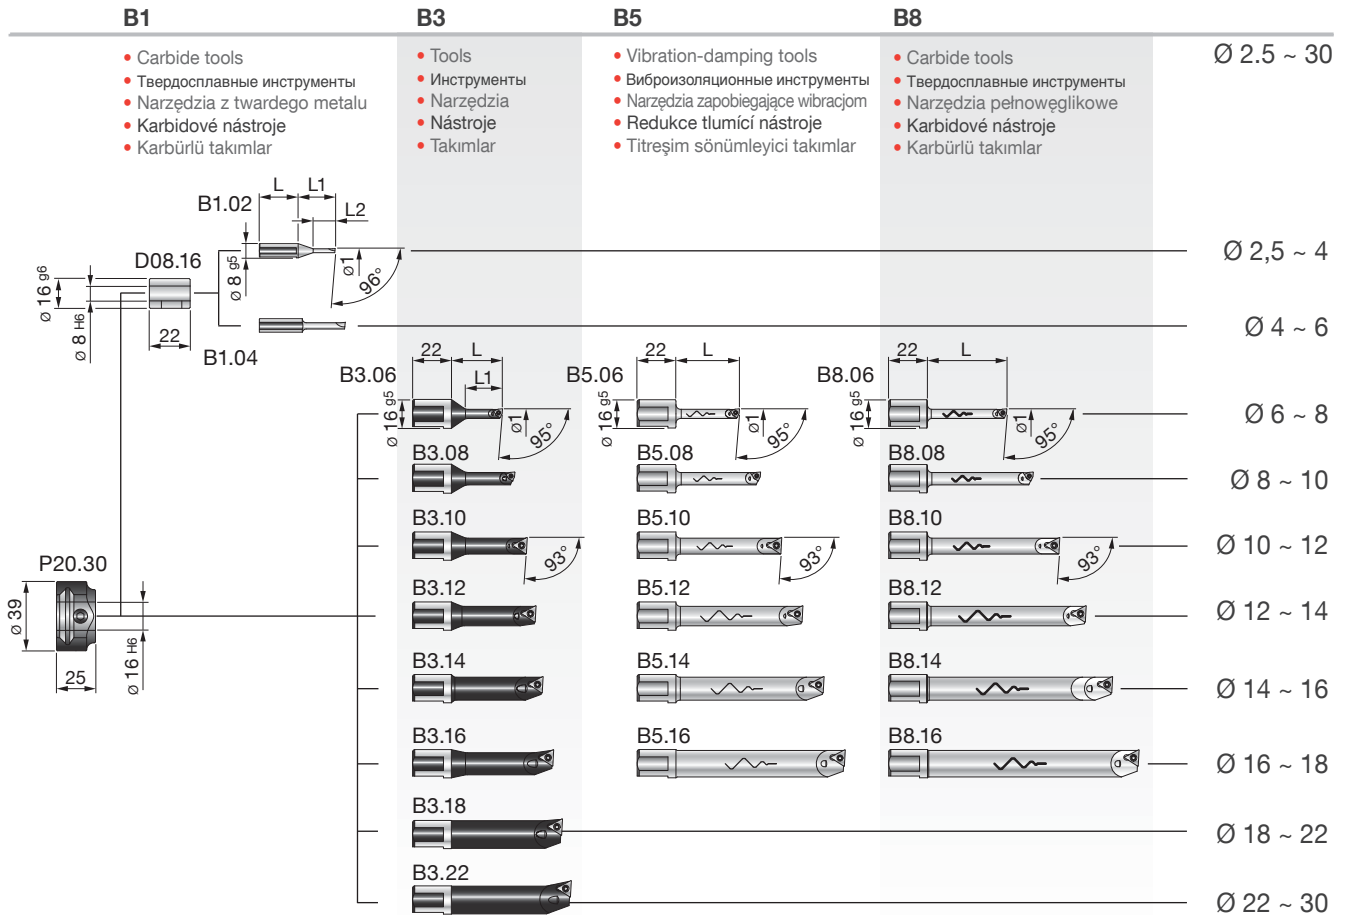 B1 B3 B5 B8
Ø 2.5 ~ 30
• Carbide tools
• Твердосплавные инструменты
• Narzędzia z twardego metalu
• Karbidové nástroje
• Karbürlü takımlar
• Tools
• Инструменты
• Narzędzia
• Nástroje
• Takımlar
• Vibration-damping tools
• Виброизоляционные инструменты
• Narzędzia zapobiegające wibracjom
• Redukce tlumící nástroje
• Titreşim sönümleyici takımlar
• Carbide tools
• Твердосплавные инструменты
• Narzędzia pełnowęglikowe
• Karbidové nástroje
• Karbürlü takımlar
L L1
B1.02 L2
D08.16
ø 16 g6
ø 8 H6
22
ø 8 g5
ø1
96°
Ø 2,5 ~ 4
B1.04
Ø 4 ~ 6
22 L
B3.06 L1
ø 16 g5
ø1
95°
22 L
B5.06
ø 16 g5
ø1
95°
22 L
B8.06
ø 16 g5
ø1
95°
Ø 6 ~ 8
B3.08 B5.08 B8.08
Ø 8 ~ 10
B3.10 B5.10 B8.10
93° 93° 93°
Ø 10 ~ 12
P20.30
ø 39
25
ø 16 H6
B3.12 B5.12 B8.12
Ø 12 ~ 14
B3.14 B5.14 B8.14
Ø 14 ~ 16
B3.16 B5.16 B8.16
Ø 16 ~ 18
B3.18
Ø 18 ~ 22
B3.22
Ø 22 ~ 30